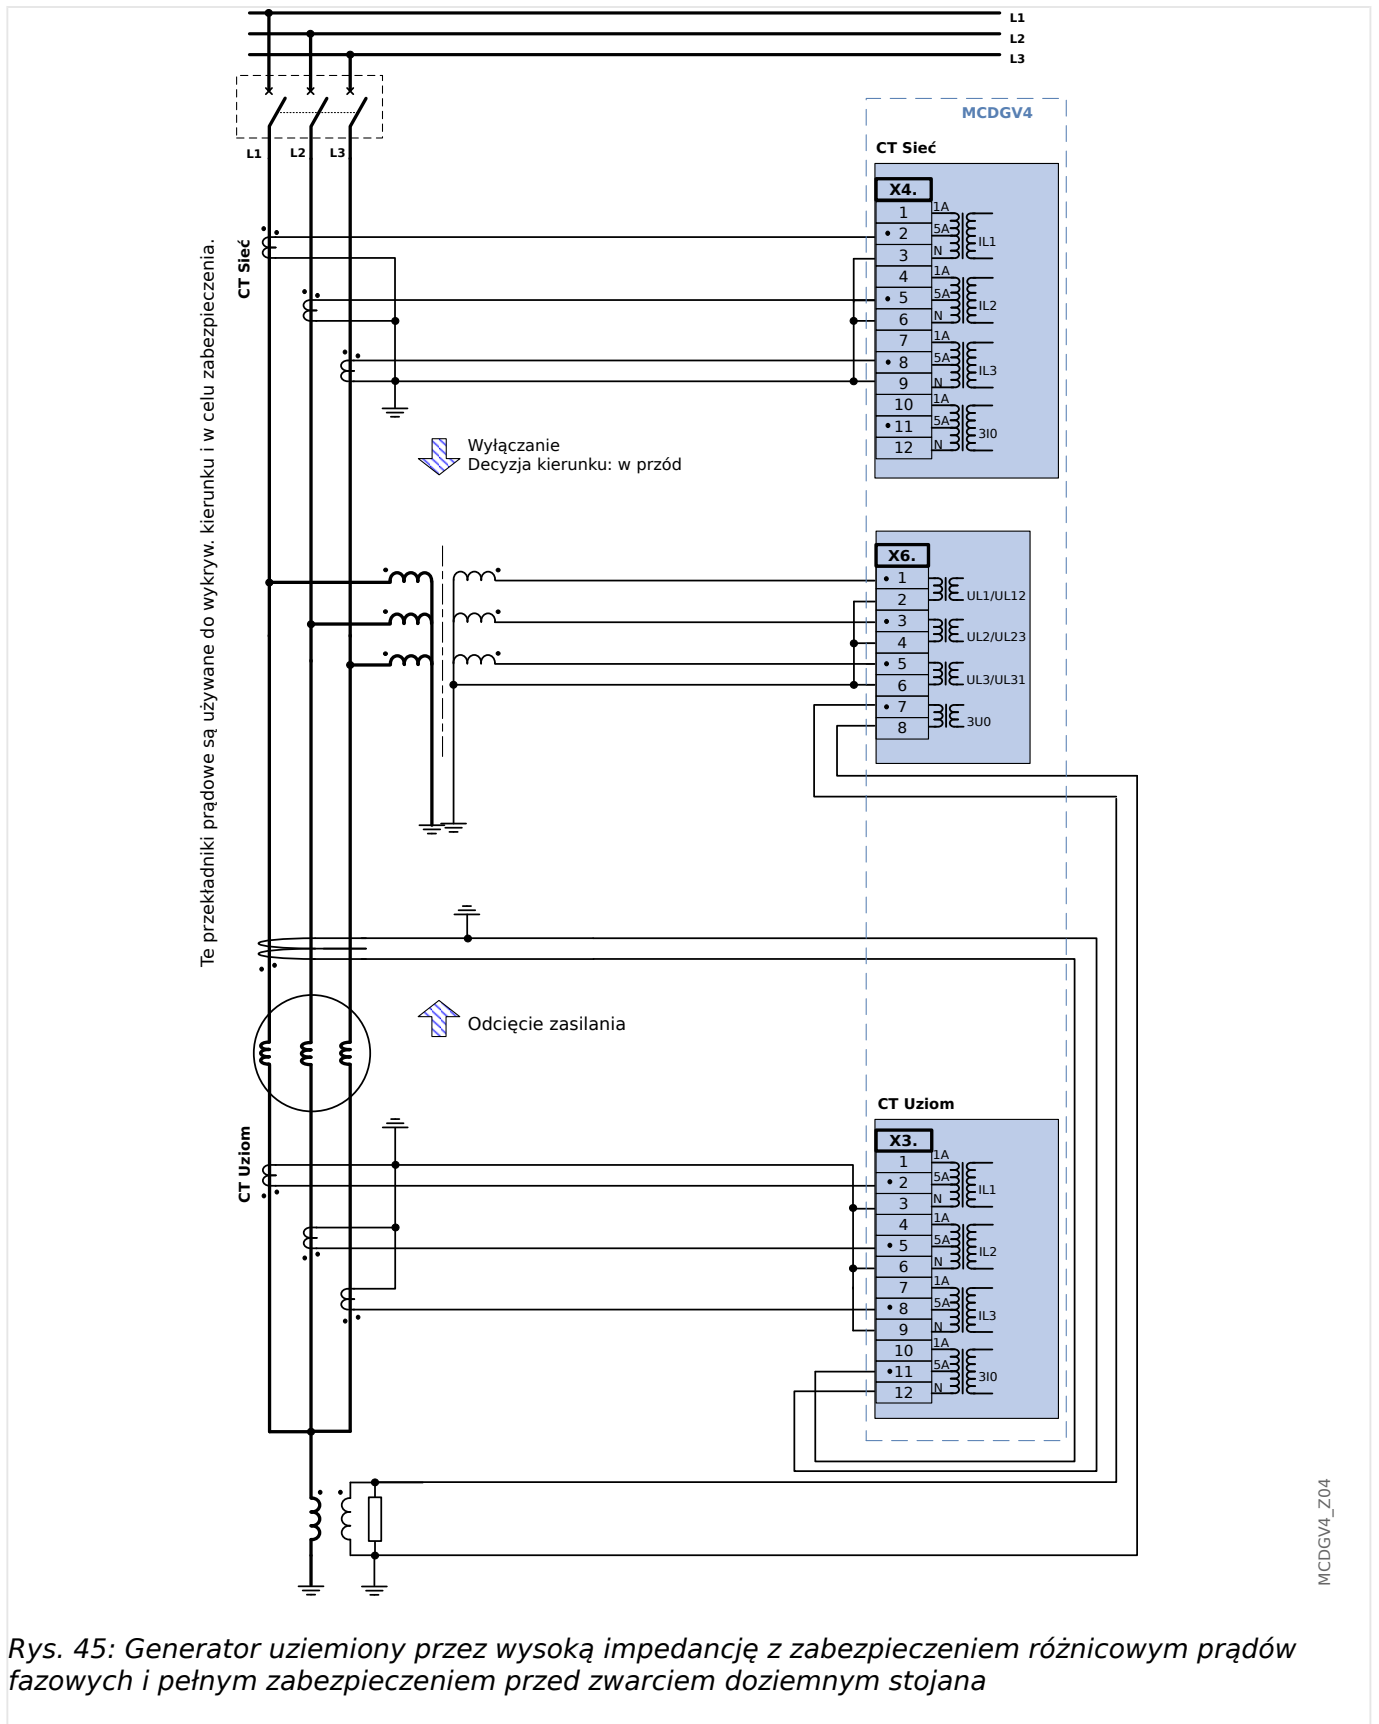 L1
L2
L3
L1
L2
L3
MCDGV4
CT Sieć
X4.
1
2
3
4
5
6
7
8
9
10
11
12
1A
5A
N
IL1
1A
5A
N
IL2
1A
5A
N
IL3
1A
5A
N
3I0
CT Sieć
Te przekładniki prądowe są używane do wykryw. kierunku i w celu zabezpieczenia.
Wyłączanie
Decyzja kierunku: w przód
X6.
1
2
3
4
5
6
7
8
UL1/UL12
UL2/UL23
UL3/UL31
3U0
Odcięcie zasilania
CT Uziom
CT Uziom
X3.
1
2
3
4
5
6
7
8
9
10
11
12
1A
5A
N
IL1
1A
5A
N
IL2
1A
5A
N
IL3
1A
5A
N
3I0
MCDGV4_Z04
Rys. 45: Generator uziemiony przez wysoką impedancję z zabezpieczeniem różnicowym prądów
fazowych i pełnym zabezpieczeniem przed zwarciem doziemnym stojana